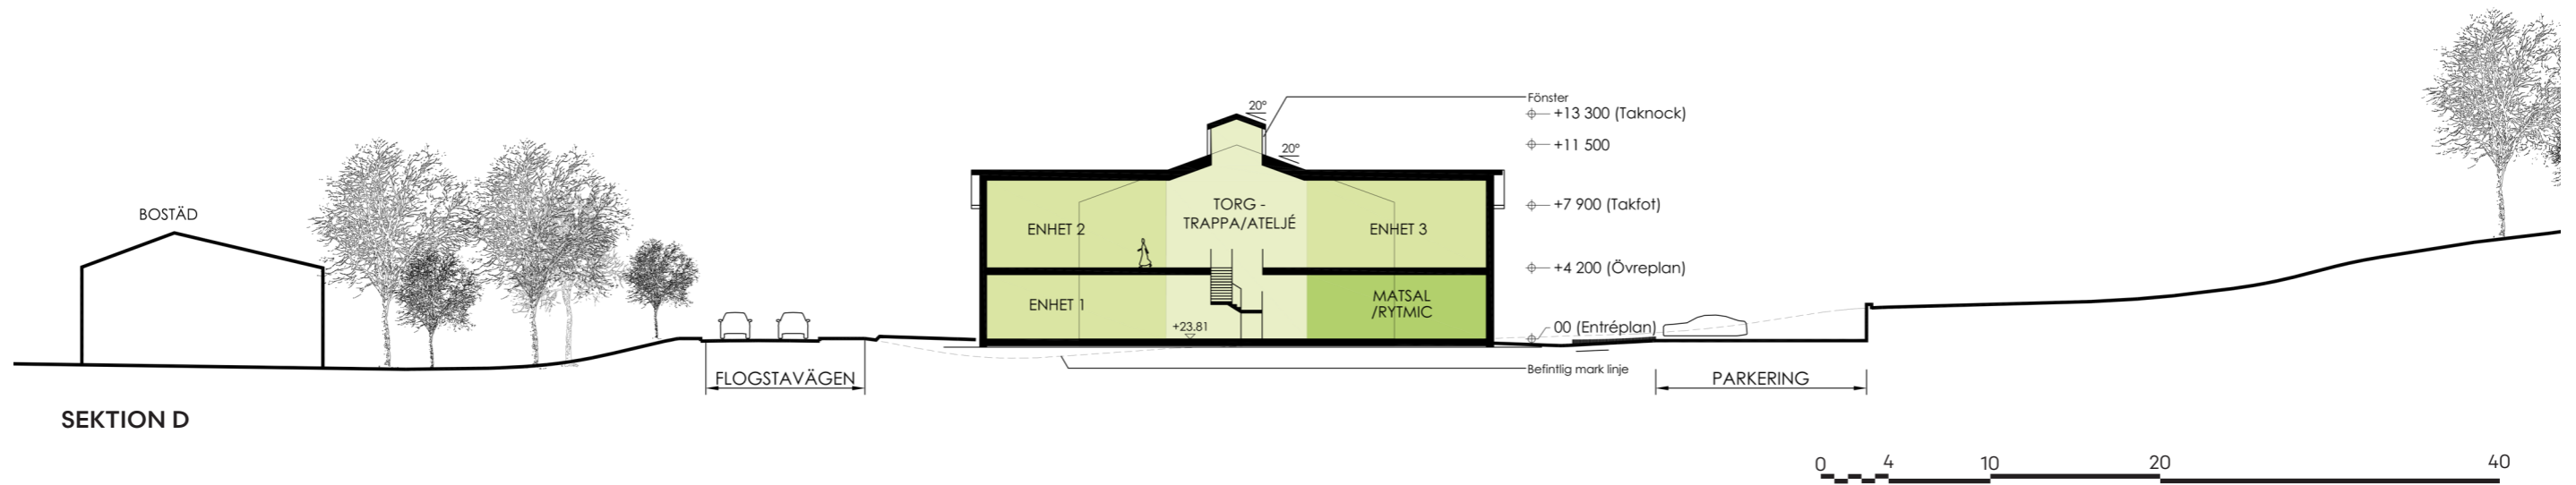 20°
Fönster
+13 300 (Taknock)
20°
+11 500
BOSTÄD
TORG -
TRAPPA/ATELJÉ
+7 900 (Takfot)
ENHET 2
ENHET 3
+4 200 (Övreplan)
ENHET 1
MATSAL
/RYTMIC
+23.81
00 (Entréplan)
Befintlig mark linje
FLOGSTAVÄGEN
PARKERING
SEKTION D
0 4 10 20 40